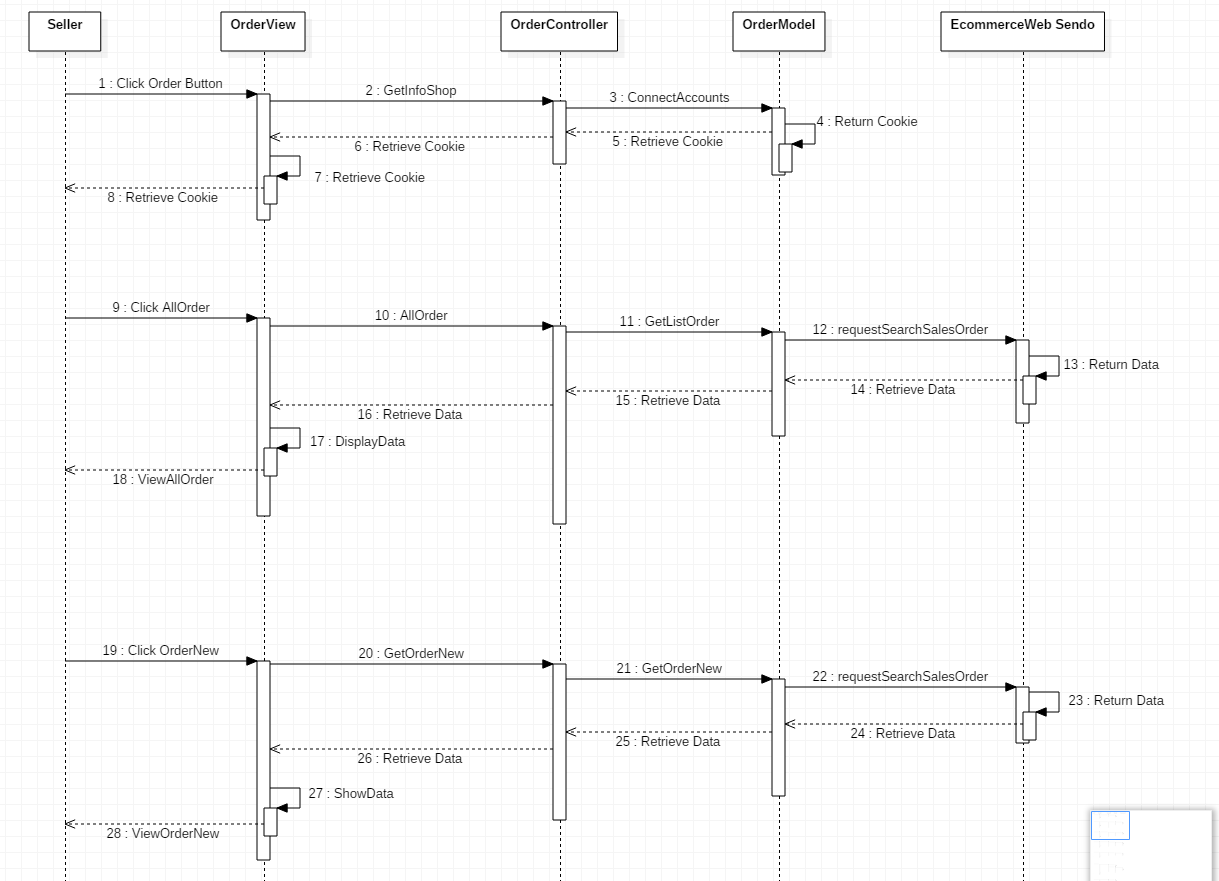 Seller
OrderView
OrderController
OrderModel
EcommerceWeb Sendo
1 : Click Order Button
2 : GetInfoShop
3 : ConnectAccounts
4 : Return Cookie
5 : Retrieve Cookie
6 : Retrieve Cookie
7 : Retrieve Cookie
8 : Retrieve Cookie
9 : Click AllOrder
10 : AllOrder
11 : GetListOrder
12 : requestSearchSalesOrder
13 : Return Data
14 : Retrieve Data
15 : Retrieve Data
16 : Retrieve Data
17 : DisplayData
18 : ViewAllOrder
19 : Click OrderNew
20 : GetOrderNew
21 : GetOrderNew
22 : requestSearchSalesOrder
23 : Return Data
24 : Retrieve Data
25 : Retrieve Data
26 : Retrieve Data
27 : ShowData
28 : ViewOrderNew